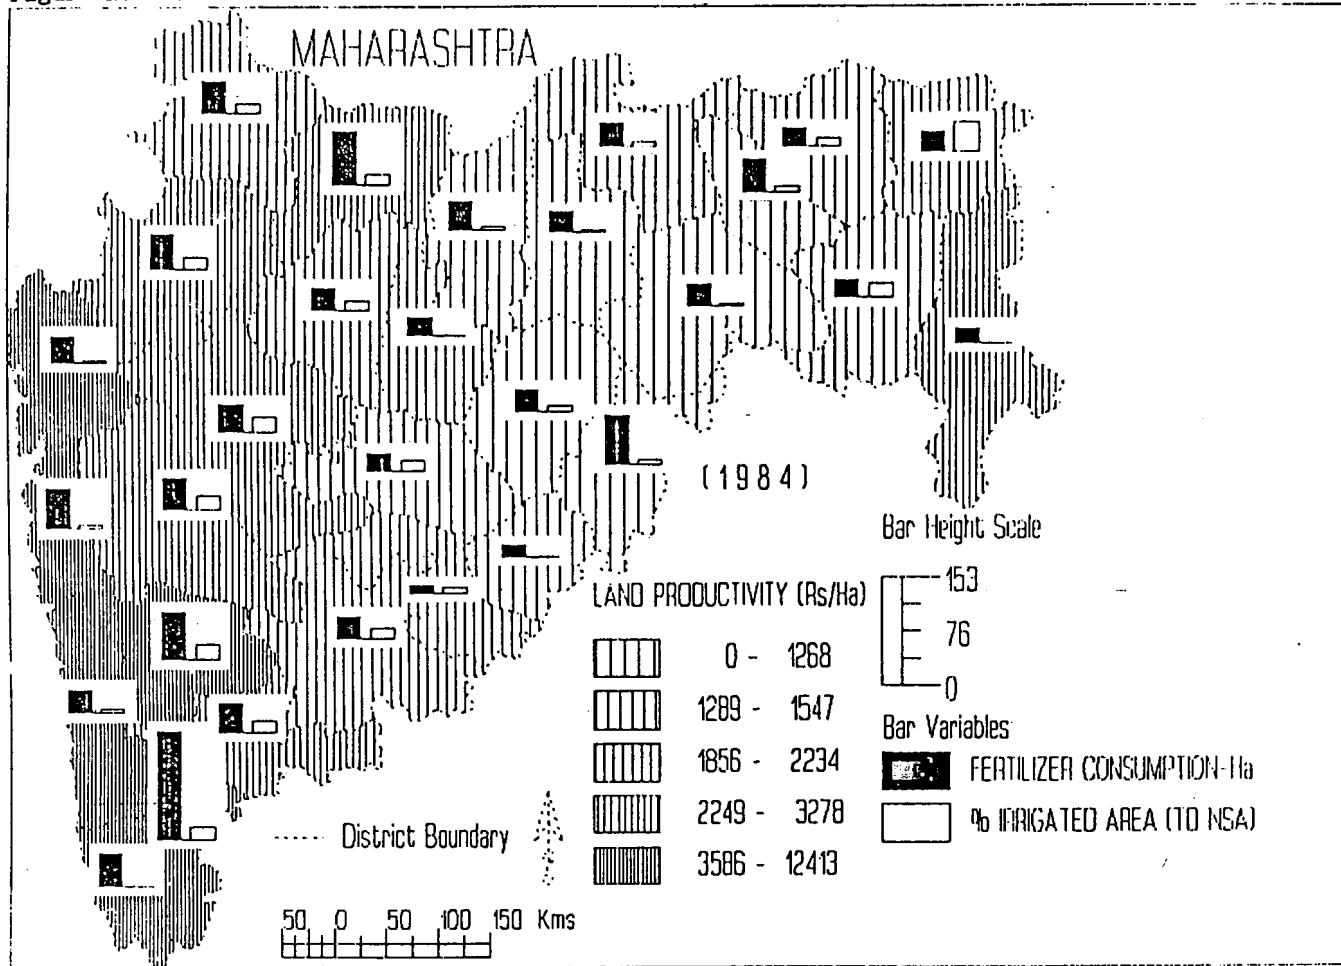 MAHARASHTRA
(1984)
Bar Height Scale
153
76
0
LAND PRODUCTIVITY (Rs/Ha)
0 - 1268
1289 - 1547
1856 - 2234
2249 - 3278
3586 - 12413
Bar Variables
FERTILIZER CONSUMPTION-Ha
% IRRIGATED AREA (TO NSA)
District Boundary
50 0 50 100 150 Kms